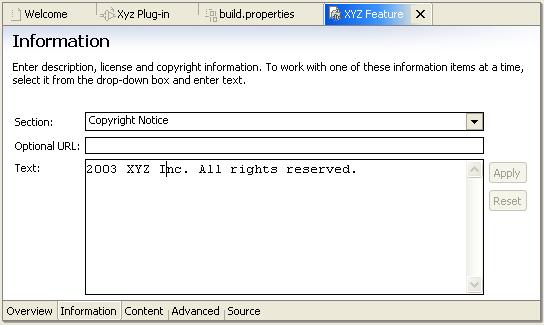 Welcome Xyz Plug-in build.properties XYZ Feature
Information
Enter description, license and copyright information. To work with one of these information items at a time,
select it from the drop-down box and enter text.
Section: Copyright Notice
Optional URL:
Text: 2003 XYZ Inc. All rights reserved.
Apply
Reset
Overview Information Content Advanced Source